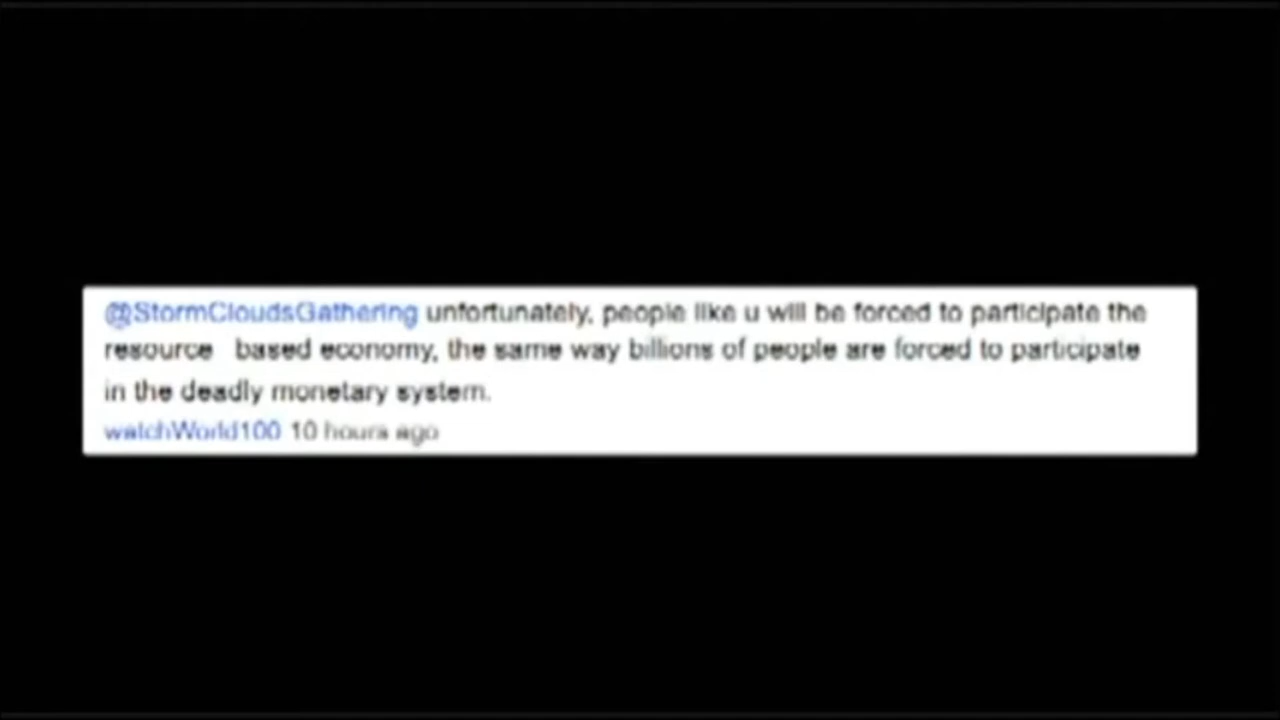 @StormCloudsGathering unfortunately, people like u will be forced to participate the
resource based economy, the same way billions of people are forced to participate
in the deadly monetary system.
watchWorld100 10 hours ago